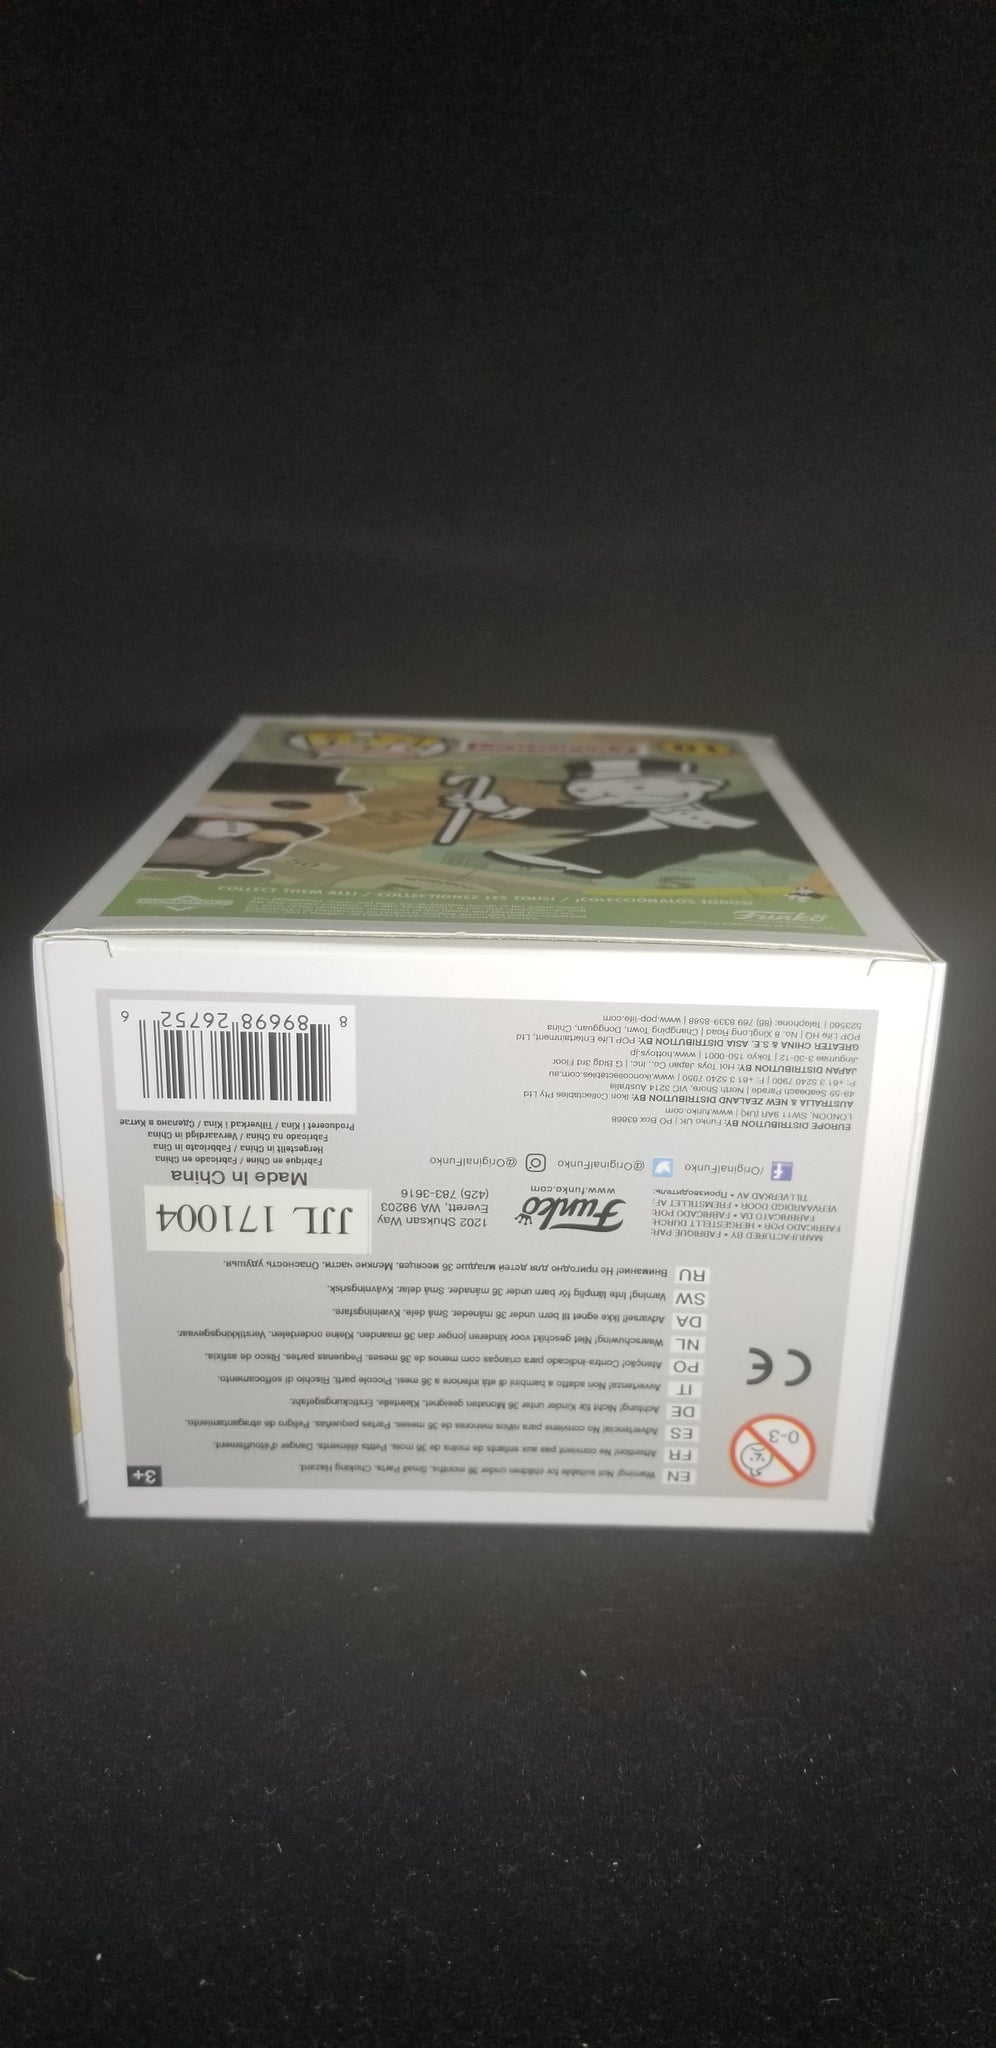 EN Warning! Not suitable for children under 36 months. Small Parts. Choking Hazard.
FR Attention! Ne convient pas aux enfants de moins de 36 mois. Petits éléments. Danger d'étouffement.
ES Advertencia! No conviene para niños menores de 36 meses. Partes pequeñas. Peligro de atragantamiento.
DE Achtung! Nicht für Kinder unter 36 Monaten geeignet. Kleinteile. Erstickungsgefahr.
IT Avvertenza! Non adatto a bambini di età inferiore a 36 mesi. Piccole parti. Rischio di soffocamento.
PO Atenção! Contra-indicado para crianças com menos de 36 meses. Pequenas partes. Risco de asfixia.
NL Waarschuwing! Niet geschikt voor kinderen jonger dan 36 maanden. Kleine onderdelen. Verstikkingsgevaar.
DA Advarsel! Ikke egnet til børn under 36 måneder. Små dele. Kvælningsfare.
SW Varning! Inte lämplig för barn under 36 månader. Små delar. Kvävningsrisk.
RU Внимание! Не пригодно для детей младше 36 месяцев. Мелкие части. Опасность удушья.
3+
0-3
CE
MANUFACTURED BY • FABRIQUÉ PAR:
FABRICADO POR • HERGESTELLT DURCH:
FABBRICATO DA • FABRICADO POR:
VERVAARDIGD DOOR • FREMSTILLET AF:
TILLVERKAD AV • Производитель:
Funko
www.funko.com
1202 Shuksan Way
Everett, WA 98203
(425) 783-3616
JJL 171004
/OriginalFunko @OriginalFunko @OriginalFunko
Made In China
Fabriqué en Chine / Fabricado en China
Hergestellt in China / Fabbricato in Cina
Fabricado na China / Vervaardigd in China
Produceret i Kina / Tillverkad i Kina / Сделано в Китае
EUROPE DISTRIBUTION BY: Funko UK | PO Box 63668
LONDON, SW11 9AR (UK) | www.funko.com
AUSTRALIA & NEW ZEALAND DISTRIBUTION BY: Ikon Collectables Pty Ltd
49-59 Seabeach Parade | North Shore, VIC 3214 Australia
P: +61 3 5240 7900 | F: +61 3 5240 7950 | www.ikoncollectables.com.au
JAPAN DISTRIBUTION BY: Hot Toys Japan Co., Inc. | G Bldg 3rd Floor
Jingumae 3-30-12 | Tokyo 150-0001 | www.hottoys.jp
GREATER CHINA & S.E. ASIA DISTRIBUTION BY: POP Life Entertainment, Ltd
POP Life HQ | No. 8 XingLong Road | Changping Town, Dongguan, China
523560 | Telephone: (86) 769 8339-8588 | www.pop-life.com
8 89698 26752 6
Funko
COLLECT THEM ALL! / COLLECTIONEZ LES TOUS! / ¡COLECCIÓNALOS TODOS!
50
5
500
POP!